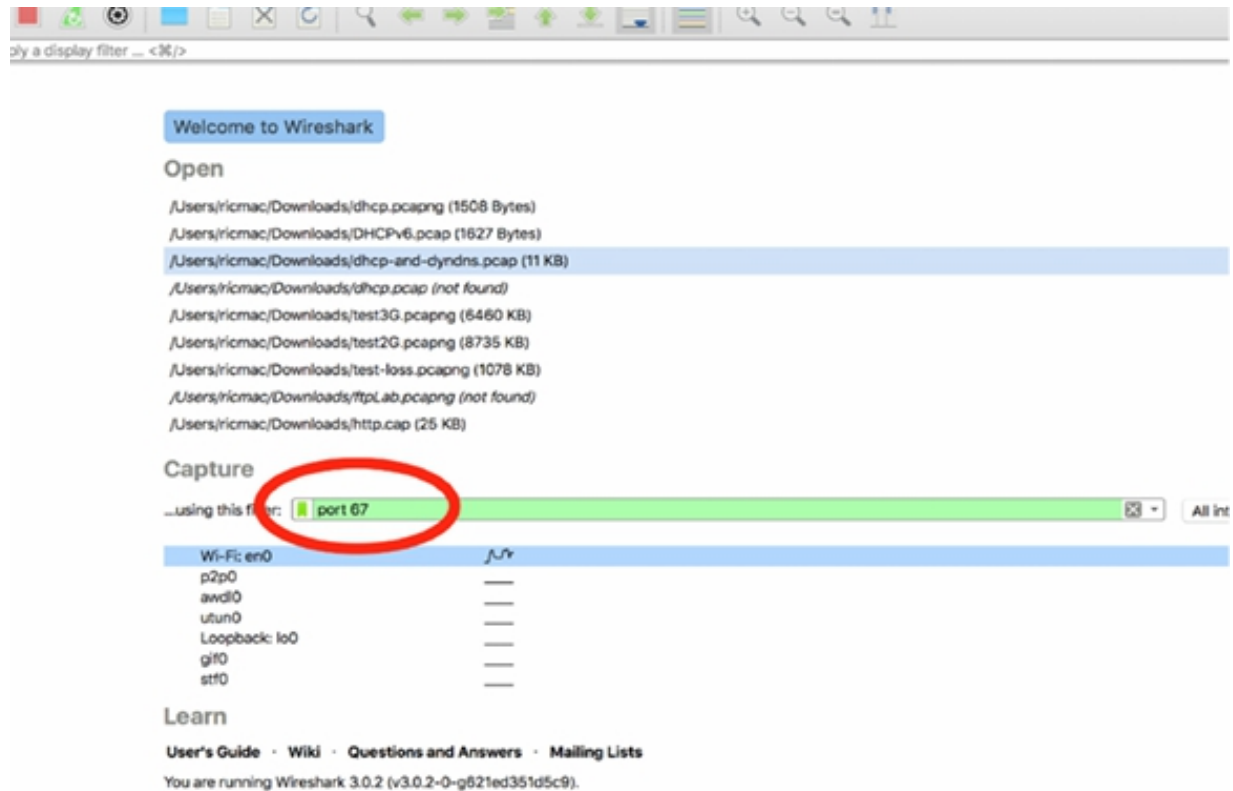 ply a display filter ... <⌘/>
Welcome to Wireshark
Open
/Users/ricmac/Downloads/dhcp.pcapng (1508 Bytes)
/Users/ricmac/Downloads/DHCPv6.pcap (1627 Bytes)
/Users/ricmac/Downloads/dhcp-and-dyndns.pcap (11 KB)
/Users/ricmac/Downloads/dhcp.pcap (not found)
/Users/ricmac/Downloads/test3G.pcapng (6460 KB)
/Users/ricmac/Downloads/test2G.pcapng (8735 KB)
/Users/ricmac/Downloads/test-loss.pcapng (1078 KB)
/Users/ricmac/Downloads/ftpLab.pcapng (not found)
/Users/ricmac/Downloads/http.cap (25 KB)
Capture
...using this filter: port 67 All int
Wi-Fi: en0
p2p0
awdl0
utun0
Loopback: lo0
gif0
stf0
Learn
User's Guide · Wiki · Questions and Answers · Mailing Lists
You are running Wireshark 3.0.2 (v3.0.2-0-g621ed351d5c9).